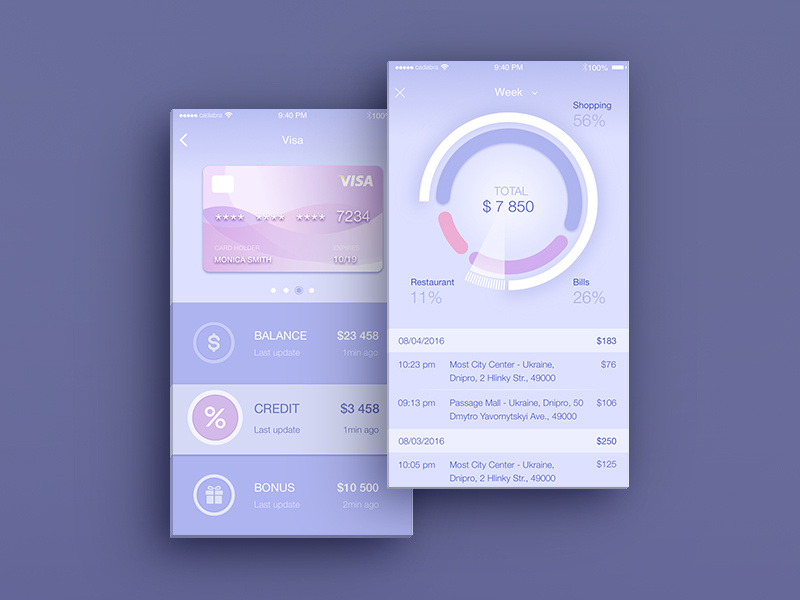 cadabra 9:40 PM 100
Visa
VISA
**** **** **** 7234
CARD HOLDER EXPIRES
MONICA SMITH 10/19
BALANCE $23 458
Last update 1min ago
CREDIT $3 458
Last update 1min ago
BONUS $10 500
Last update 2min ago
cadabra 9:40 PM 100%
Week
Shopping
56%
TOTAL
$ 7 850
Restaurant
11%
Bills
26%
08/04/2016 $183
10:23 pm Most City Center - Ukraine, $76
Dnipro, 2 Hlinky Str., 49000
09:13 pm Passage Mall - Ukraine, Dnipro, 50 $106
Dmytro Yavornytskyi Ave., 49000
08/03/2016 $250
10:05 pm Most City Center - Ukraine, $125
Dnipro, 2 Hlinky Str., 49000